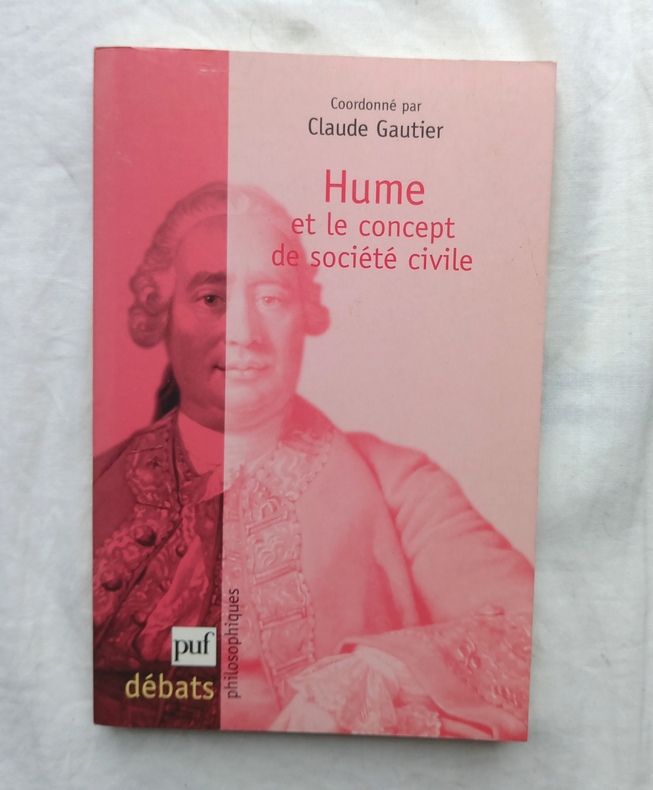 Coordonné par
Claude Gautier
Hume
et le concept
de société civile
puf
débats
philosophiques